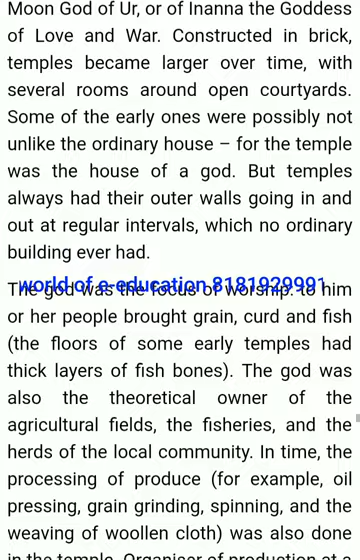 Moon God of Ur, or of Inanna the Goddess
of Love and War. Constructed in brick,
temples became larger over time, with
several rooms around open courtyards.
Some of the early ones were possibly not
unlike the ordinary house – for the temple
was the house of a god. But temples
always had their outer walls going in and
out at regular intervals, which no ordinary
building ever had.
world of e-education 8181929991
The god was the focus of worship: to him
or her people brought grain, curd and fish
(the floors of some early temples had
thick layers of fish bones). The god was
also the theoretical owner of the
agricultural fields, the fisheries, and the
herds of the local community. In time, the
processing of produce (for example, oil
pressing, grain grinding, spinning, and the
weaving of woollen cloth) was also done
in the temple. Organiser of production at a